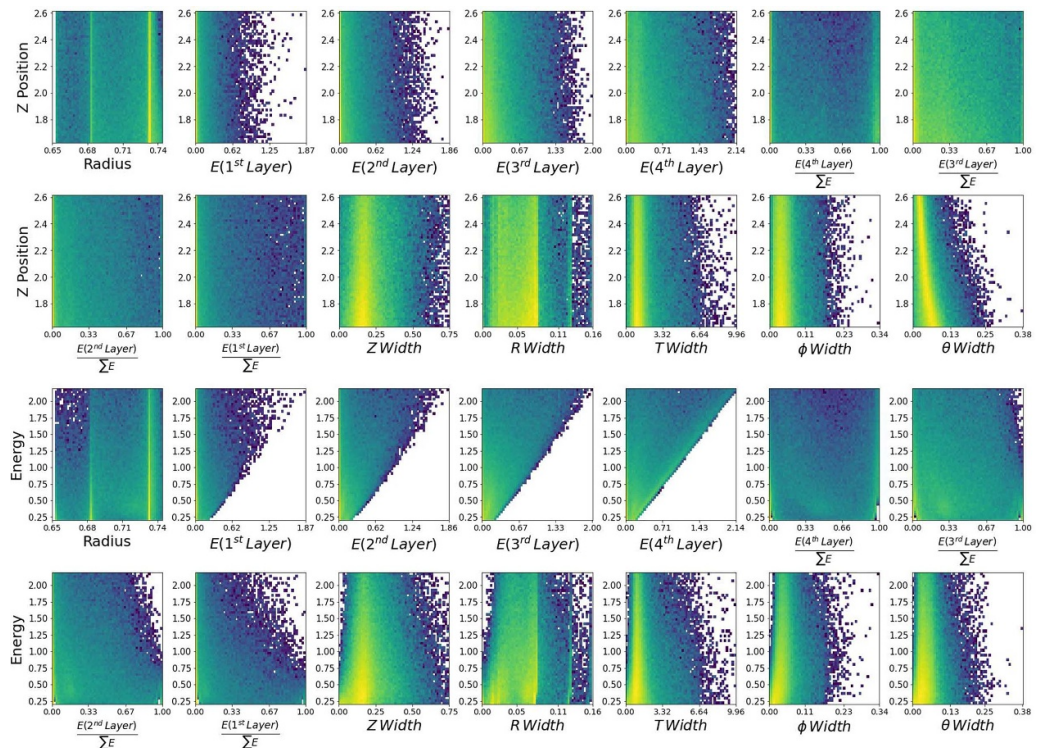 2.6
2.4
2.2
2.0
1.8
Z Position
0.65 0.68 0.71 0.74
Radius
0.00 0.62 1.25 1.87
E(1st Layer)
0.00 0.62 1.24 1.86
E(2nd Layer)
0.00 0.67 1.33 2.00
E(3rd Layer)
0.00 0.71 1.43 2.14
E(4th Layer)
0.00 0.33 0.67 1.00
E(4th Layer)
∑E
0.00 0.33 0.67 1.00
E(3rd Layer)
∑E
2.6
2.4
2.2
2.0
1.8
Z Position
0.00 0.33 0.67 1.00
E(2nd Layer)
∑E
0.00 0.33 0.67 1.00
E(1st Layer)
∑E
0.00 0.25 0.50 0.75
Z Width
0.00 0.05 0.11 0.16
R Width
0.00 3.32 6.64 9.96
T Width
0.00 0.11 0.23 0.34
ϕ Width
0.00 0.13 0.25 0.38
θ Width
2.00
1.75
1.50
1.25
1.00
0.75
0.50
0.25
Energy
0.65 0.68 0.71 0.74
Radius
0.00 0.62 1.25 1.87
E(1st Layer)
0.00 0.62 1.24 1.86
E(2nd Layer)
0.00 0.67 1.33 2.00
E(3rd Layer)
0.00 0.71 1.43 2.14
E(4th Layer)
0.00 0.33 0.67 1.00
E(4th Layer)
∑E
0.00 0.33 0.67 1.00
E(3rd Layer)
∑E
2.00
1.75
1.50
1.25
1.00
0.75
0.50
0.25
Energy
0.00 0.33 0.67 1.00
E(2nd Layer)
∑E
0.00 0.33 0.67 1.00
E(1st Layer)
∑E
0.00 0.25 0.50 0.75
Z Width
0.00 0.05 0.11 0.16
R Width
0.00 3.32 6.64 9.96
T Width
0.00 0.11 0.23 0.34
ϕ Width
0.00 0.13 0.25 0.38
θ Width